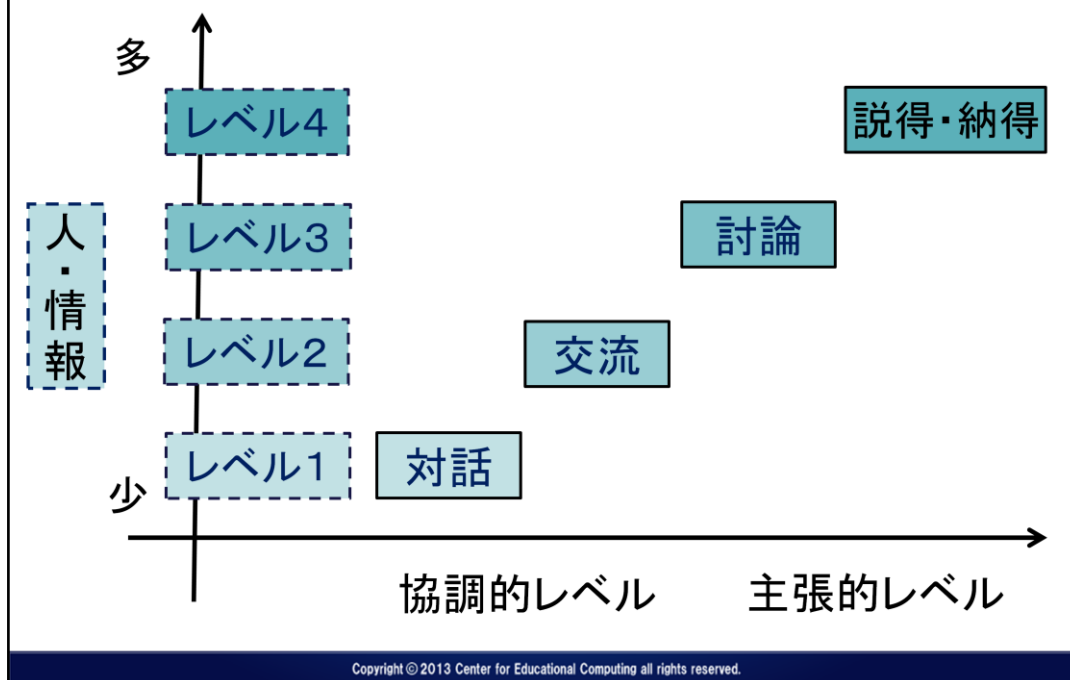 多
レベル4
説得・納得
レベル3
討論
人・情報
レベル2
交流
レベル1
対話
少
協調的レベル
主張的レベル
Copyright © 2013 Center for Educational Computing all rights reserved.